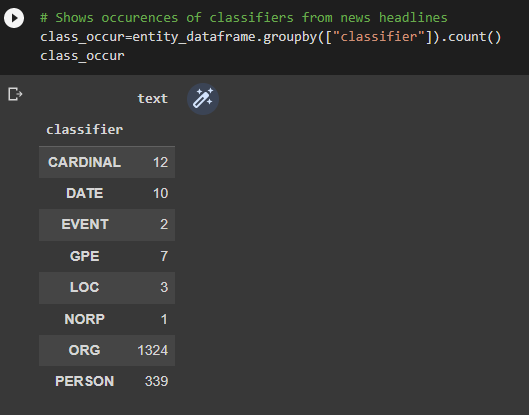 # Shows occurences of classifiers from news headlines
class_occur=entity_dataframe.groupby(["classifier"]).count()
class_occur
text
classifier
CARDINAL 12
DATE 10
EVENT 2
GPE 7
LOC 3
NORP 1
ORG 1324
PERSON 339